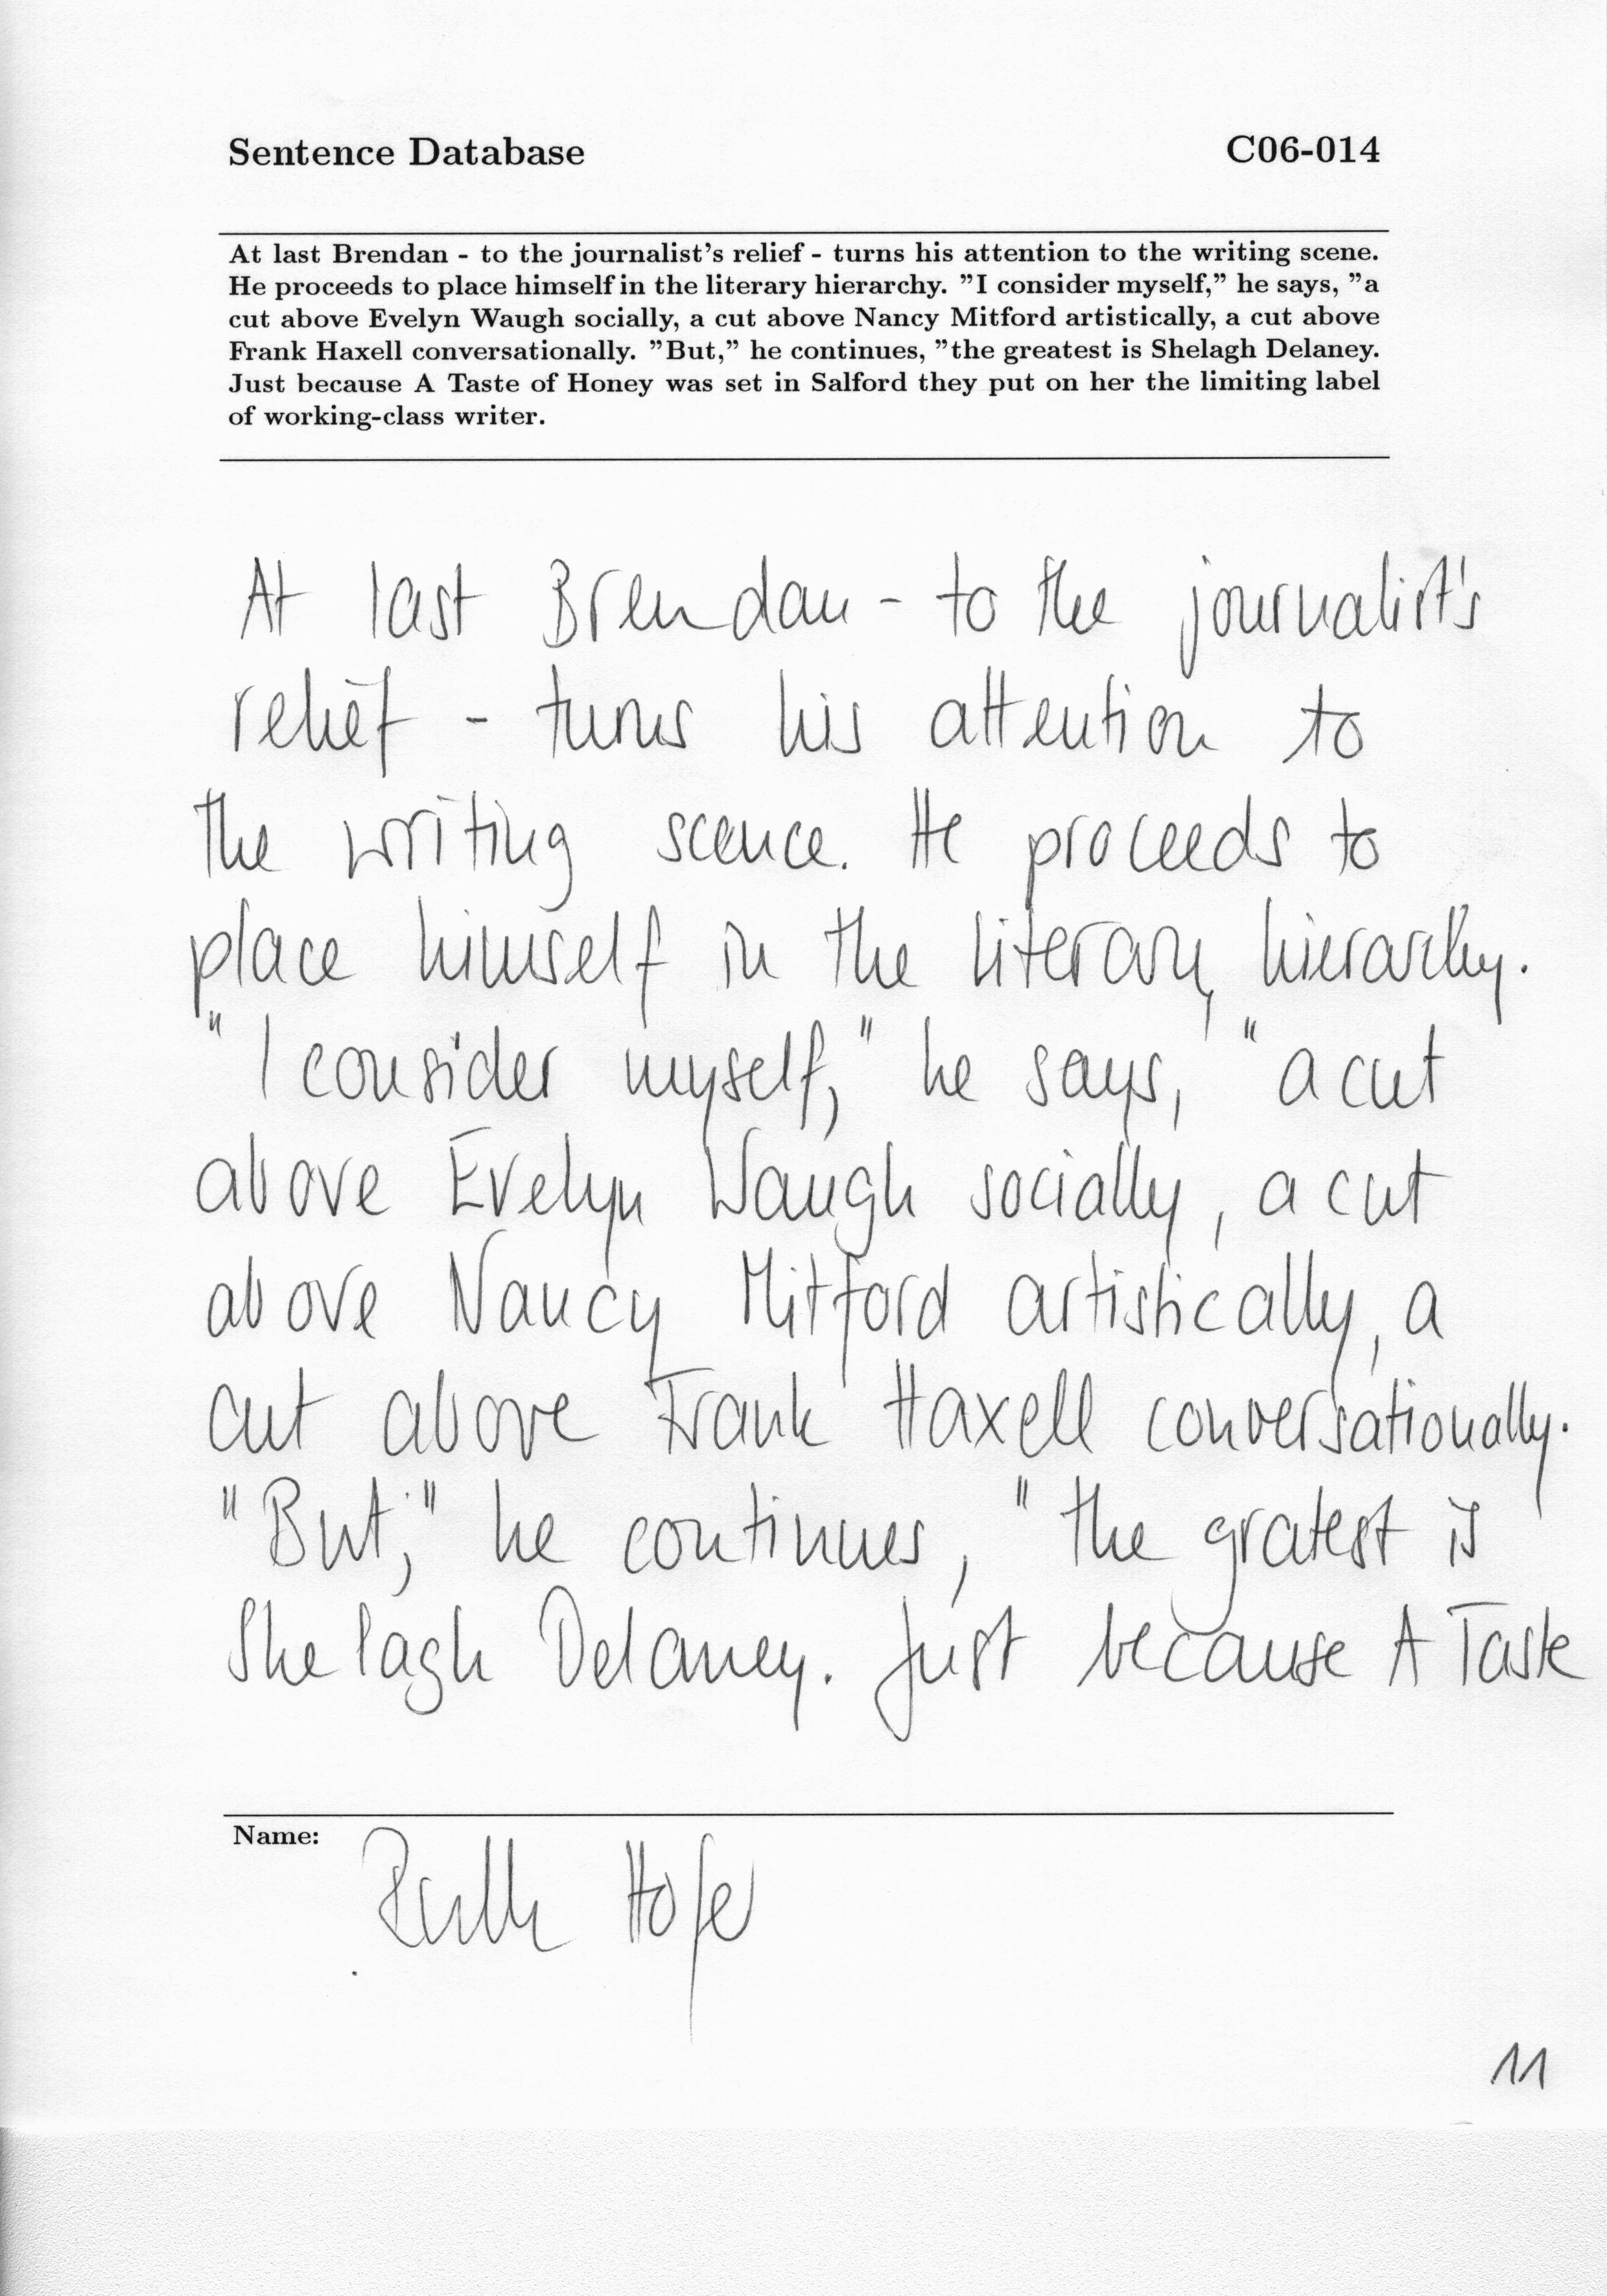 Sentence Database C06-014
At last Brendan - to the journalist's relief - turns his attention to the writing scene.
He proceeds to place himself in the literary hierarchy. "I consider myself," he says, "a
cut above Evelyn Waugh socially, a cut above Nancy Mitford artistically, a cut above
Frank Haxell conversationally. "But," he continues, "the greatest is Shelagh Delaney.
Just because A Taste of Honey was set in Salford they put on her the limiting label
of working-class writer.
At last Brendan - to the journalist's
relief - turns his attention to
the writing scence. He proceeds to
place himself in the literary hierarchy.
" I consider myself," he says, " a cut
above Evelyn Waugh socially, a cut
above Nancy Mitford artistically, a
cut above Frank Haxell conversationally.
"But," he continues, " the gratest is
Shelagh Delaney. Just because A Taste
Name: Ruth Hofer
11